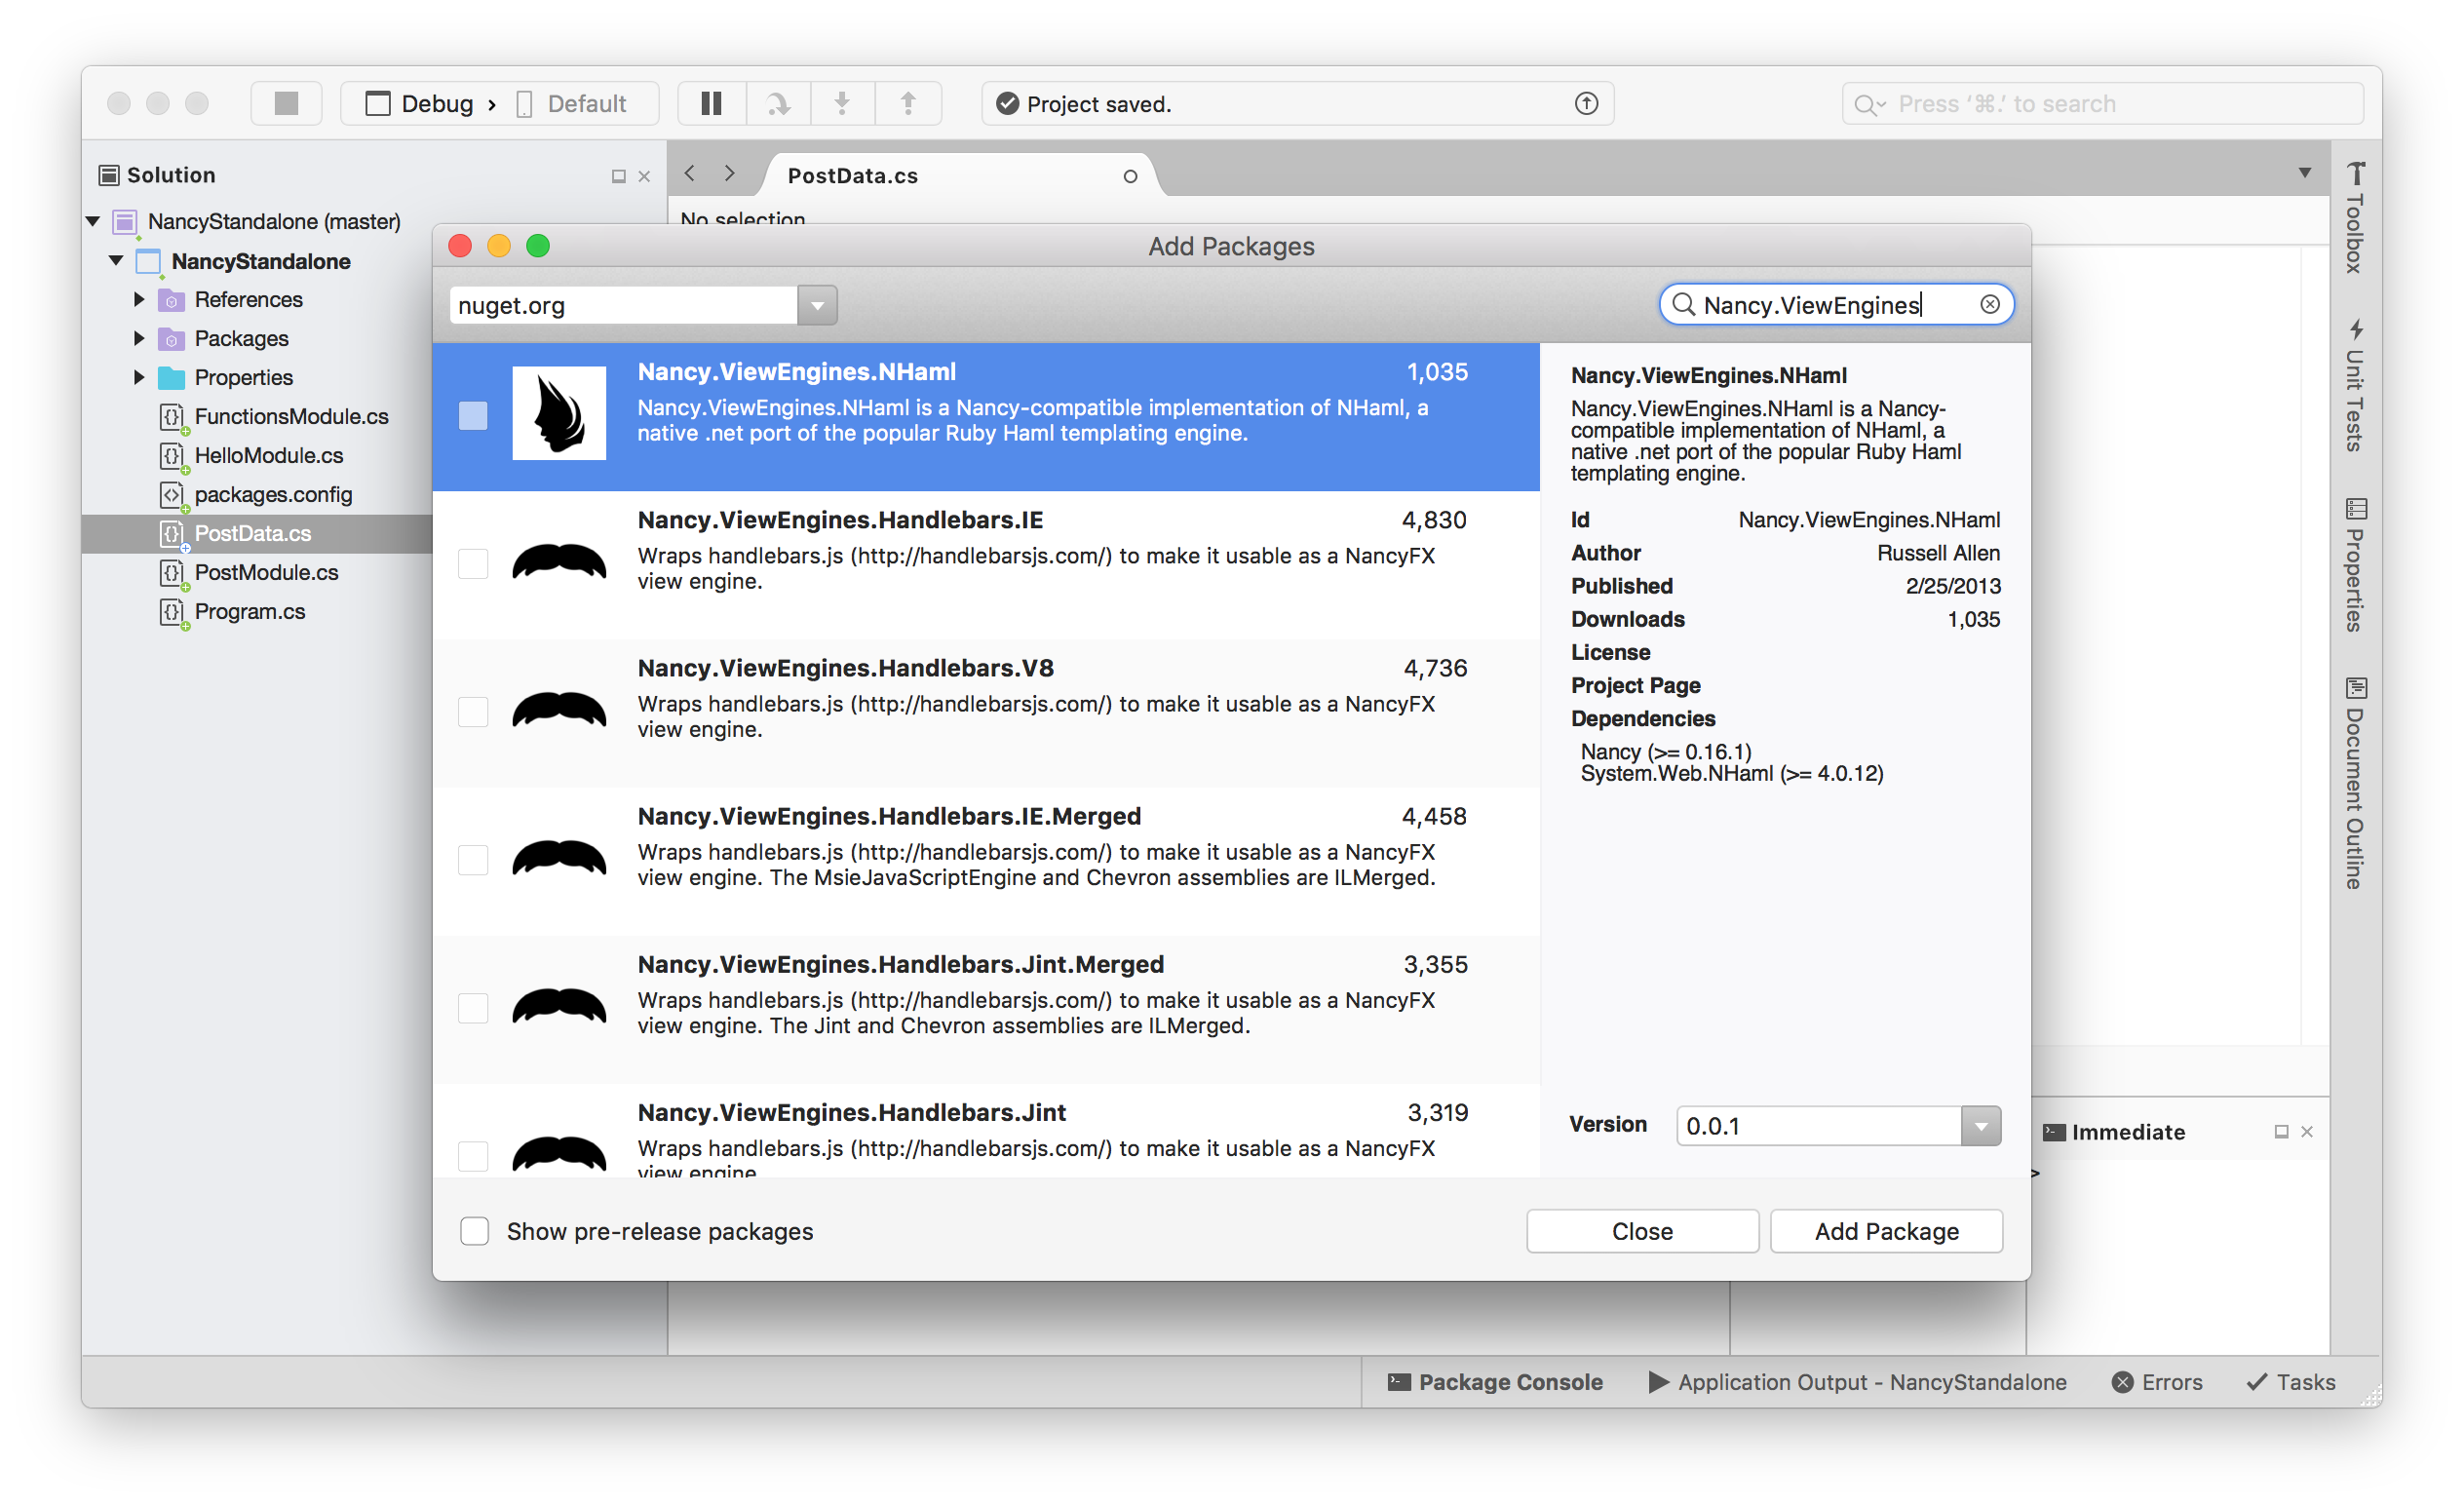 Debug › Default
Project saved.
Press ‘⌘.’ to search
Solution
PostData.cs
No selection
NancyStandalone (master)
NancyStandalone
References
Packages
Properties
FunctionsModule.cs
HelloModule.cs
packages.config
PostData.cs
PostModule.cs
Program.cs
Add Packages
nuget.org
Nancy.ViewEngines
Nancy.ViewEngines.NHaml 1,035
Nancy.ViewEngines.NHaml is a Nancy-compatible implementation of NHaml, a
native .net port of the popular Ruby Haml templating engine.
Nancy.ViewEngines.Handlebars.IE 4,830
Wraps handlebars.js (http://handlebarsjs.com/) to make it usable as a NancyFX
view engine.
Nancy.ViewEngines.Handlebars.V8 4,736
Wraps handlebars.js (http://handlebarsjs.com/) to make it usable as a NancyFX
view engine.
Nancy.ViewEngines.Handlebars.IE.Merged 4,458
Wraps handlebars.js (http://handlebarsjs.com/) to make it usable as a NancyFX
view engine. The MsieJavaScriptEngine and Chevron assemblies are ILMerged.
Nancy.ViewEngines.Handlebars.Jint.Merged 3,355
Wraps handlebars.js (http://handlebarsjs.com/) to make it usable as a NancyFX
view engine. The Jint and Chevron assemblies are ILMerged.
Nancy.ViewEngines.Handlebars.Jint 3,319
Wraps handlebars.js (http://handlebarsjs.com/) to make it usable as a NancyFX
view engine
Nancy.ViewEngines.NHaml
Nancy.ViewEngines.NHaml is a Nancy-
compatible implementation of NHaml, a
native .net port of the popular Ruby Haml
templating engine.
Id Nancy.ViewEngines.NHaml
Author Russell Allen
Published 2/25/2013
Downloads 1,035
License
Project Page
Dependencies
Nancy (>= 0.16.1)
System.Web.NHaml (>= 4.0.12)
Version 0.0.1
Show pre-release packages
Close
Add Package
Toolbox
Unit Tests
Properties
Document Outline
Immediate
>
Package Console
Application Output - NancyStandalone
Errors
Tasks